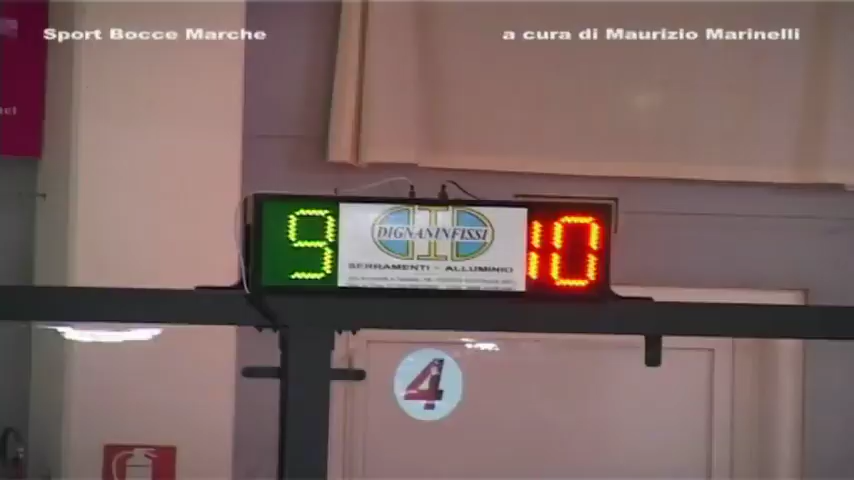 Sport Bocce Marche
a cura di Maurizio Marinelli
9
DIGNANINFISSI
10
SERRAMENTI - ALLUMINIO
4